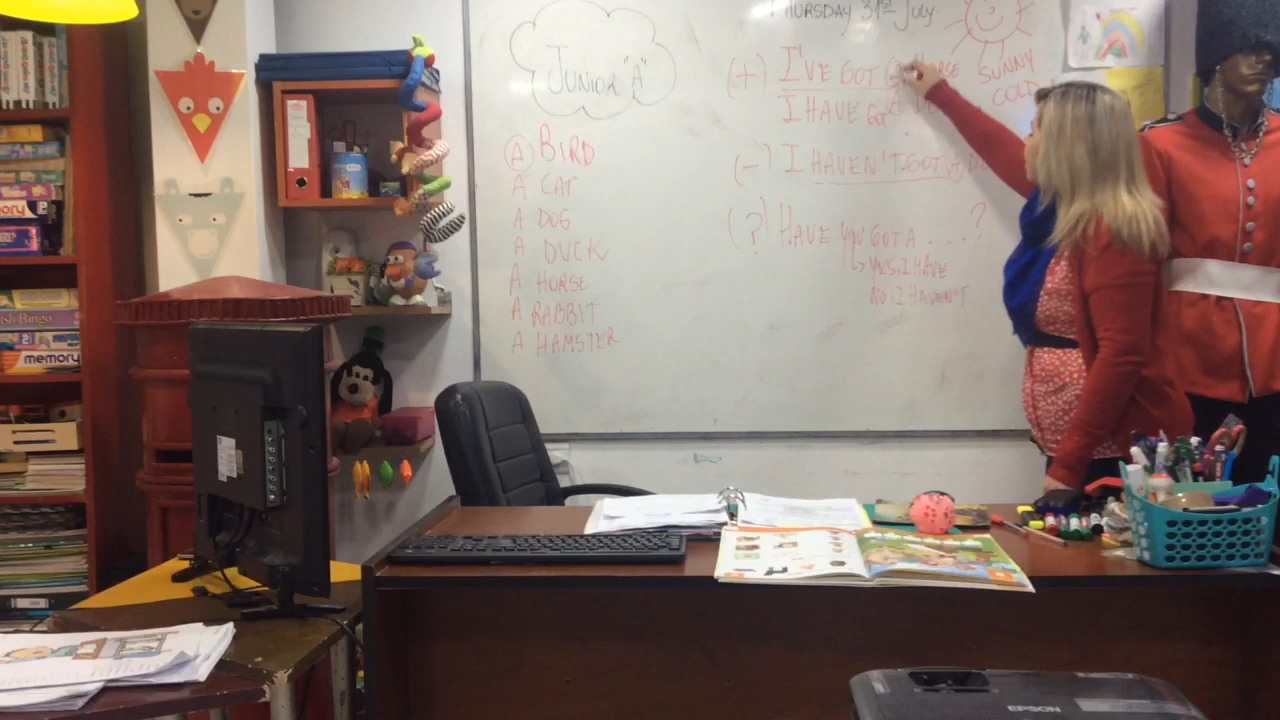 THURSDAY 31st JULY
JUNIOR "A"
(A) BIRD
A CAT
A DOG
A DUCK
A HORSE
A RABBIT
A HAMSTER
(+) I'VE GOT
I HAVE GOT
SUNNY
COLD
(-) I HAVEN'T GOT A
(?) HAVE YOU GOT A . . . . ?
YES, I HAVE
NO, I HAVEN'T
Bingo
memory
EPSON